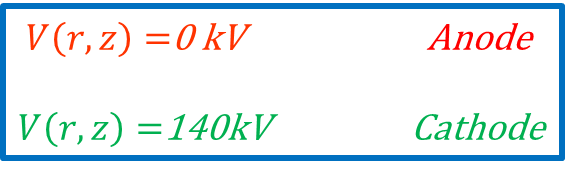 V(r,z) =0 kV Anode
V(r,z) =140kV Cathode